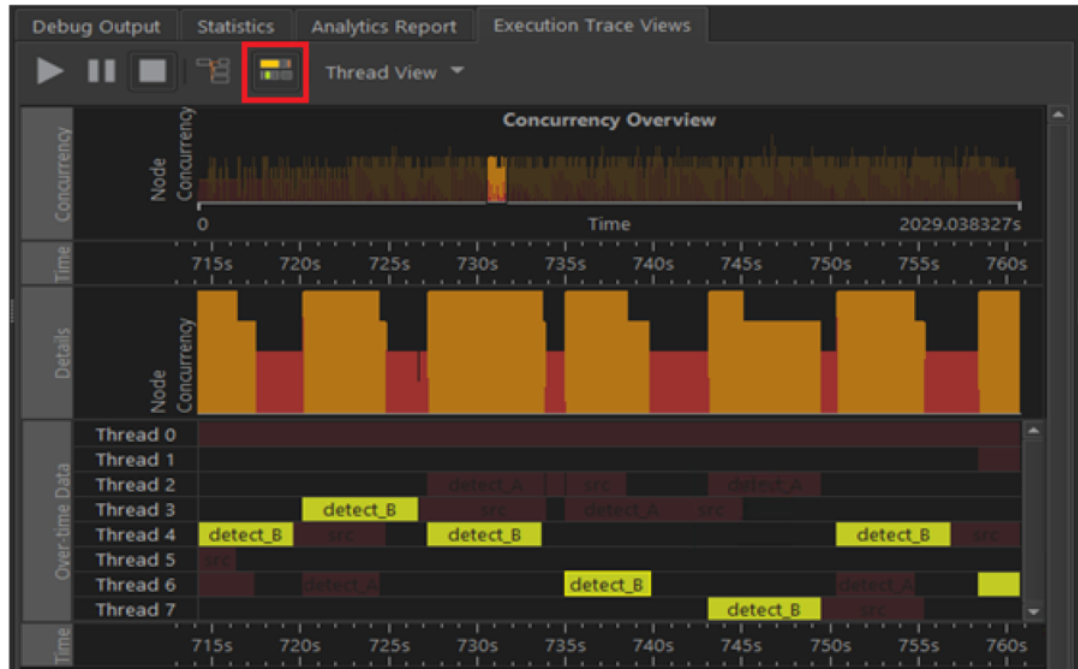 Debug Output Statistics Analytics Report Execution Trace Views
Thread View
Concurrency Overview
Concurrency
Node
Concurrency
0 Time 2029.038327s
Time
715s 720s 725s 730s 735s 740s 745s 750s 755s 760s
Details
Node
Concurrency
Over-time Data
Thread 0
Thread 1
Thread 2 detect_A src detect_A
Thread 3 detect_B src detect_A src
Thread 4 detect_B src detect_B detect_B src
Thread 5 src
Thread 6 detect_A detect_B detect_A
Thread 7 detect_B src
Time
715s 720s 725s 730s 735s 740s 745s 750s 755s 760s